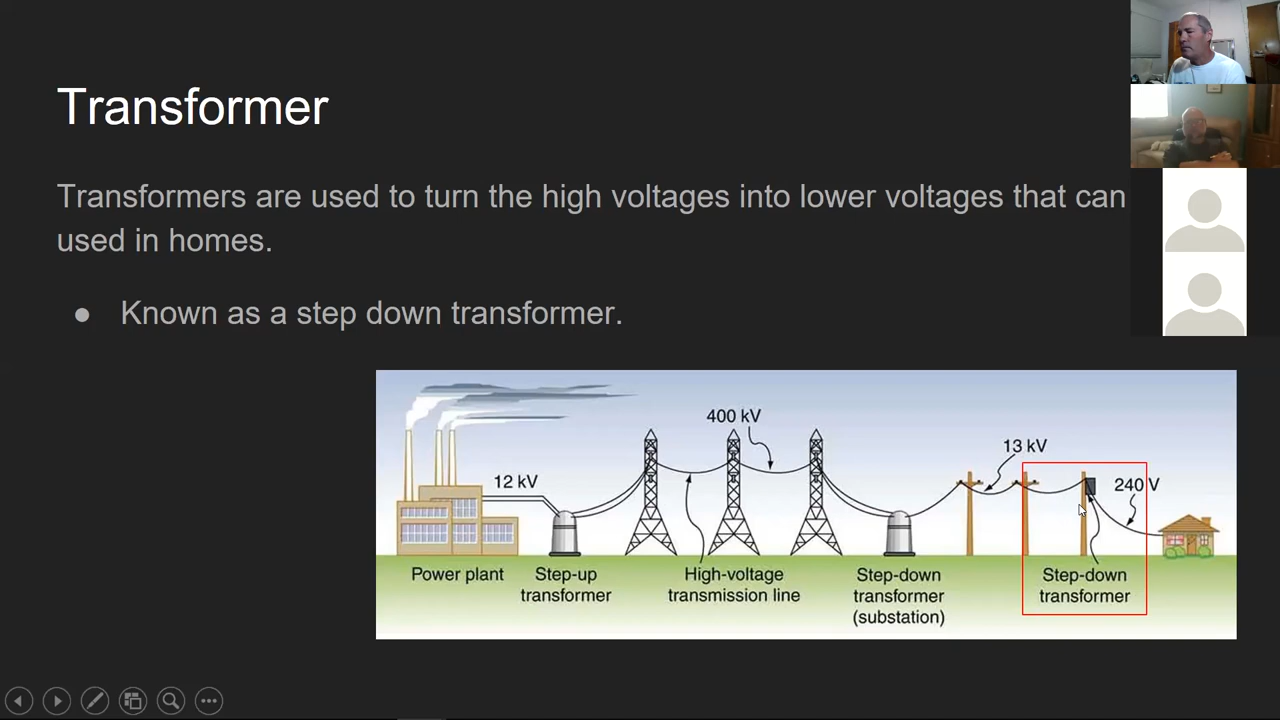 Transformer
Transformers are used to turn the high voltages into lower voltages that can
used in homes.
● Known as a step down transformer.
400 kV
13 kV
12 kV
240 V
Power plant
Step-up
transformer
High-voltage
transmission line
Step-down
transformer
(substation)
Step-down
transformer